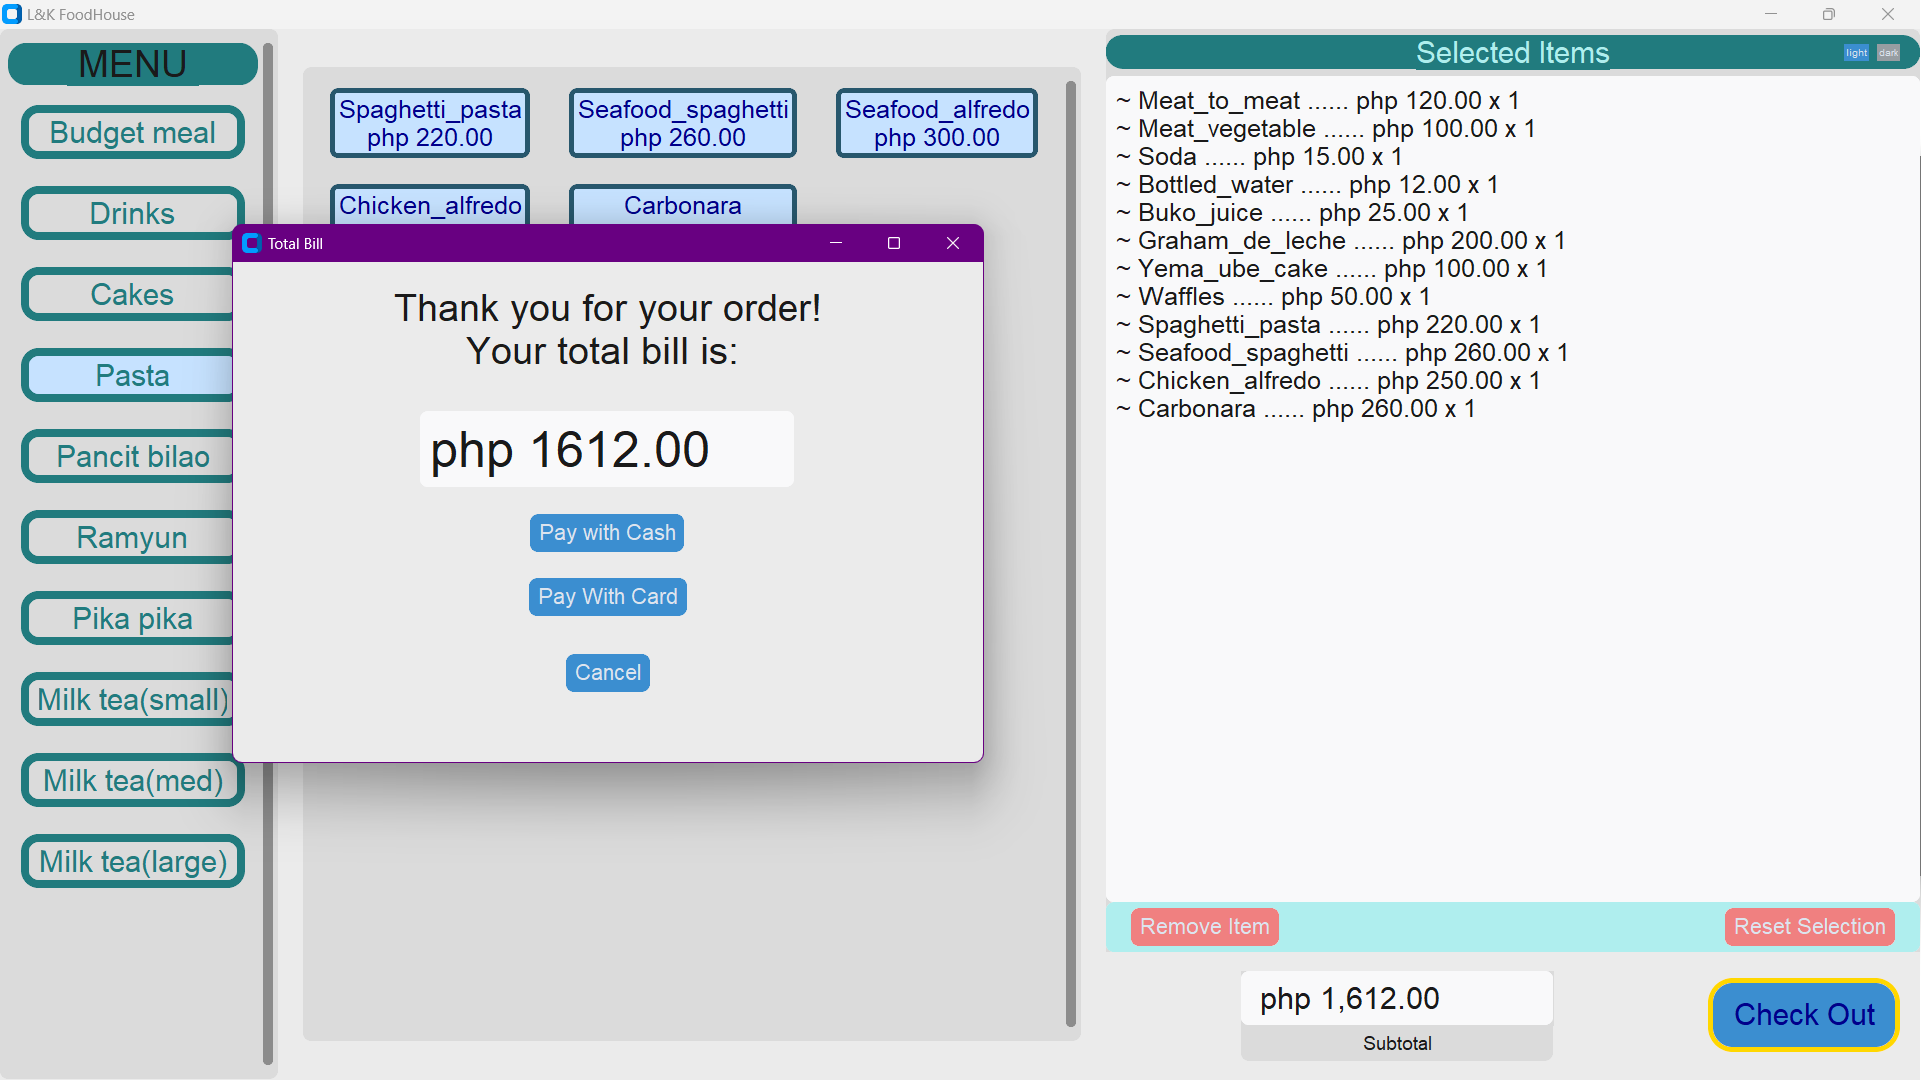 L&K FoodHouse
MENU
Budget meal
Drinks
Cakes
Pasta
Pancit bilao
Ramyun
Pika pika
Milk tea(small)
Milk tea(med)
Milk tea(large)
Spaghetti_pasta
php 220.00
Seafood_spaghetti
php 260.00
Seafood_alfredo
php 300.00
Chicken_alfredo
Carbonara
Total Bill
Thank you for your order!
Your total bill is:
php 1612.00
Pay with Cash
Pay With Card
Cancel
Selected Items
light
dark
~ Meat_to_meat ...... php 120.00 x 1
~ Meat_vegetable ...... php 100.00 x 1
~ Soda ...... php 15.00 x 1
~ Bottled_water ...... php 12.00 x 1
~ Buko_juice ...... php 25.00 x 1
~ Graham_de_leche ...... php 200.00 x 1
~ Yema_ube_cake ...... php 100.00 x 1
~ Waffles ...... php 50.00 x 1
~ Spaghetti_pasta ...... php 220.00 x 1
~ Seafood_spaghetti ...... php 260.00 x 1
~ Chicken_alfredo ...... php 250.00 x 1
~ Carbonara ...... php 260.00 x 1
Remove Item
Reset Selection
php 1,612.00
Subtotal
Check Out